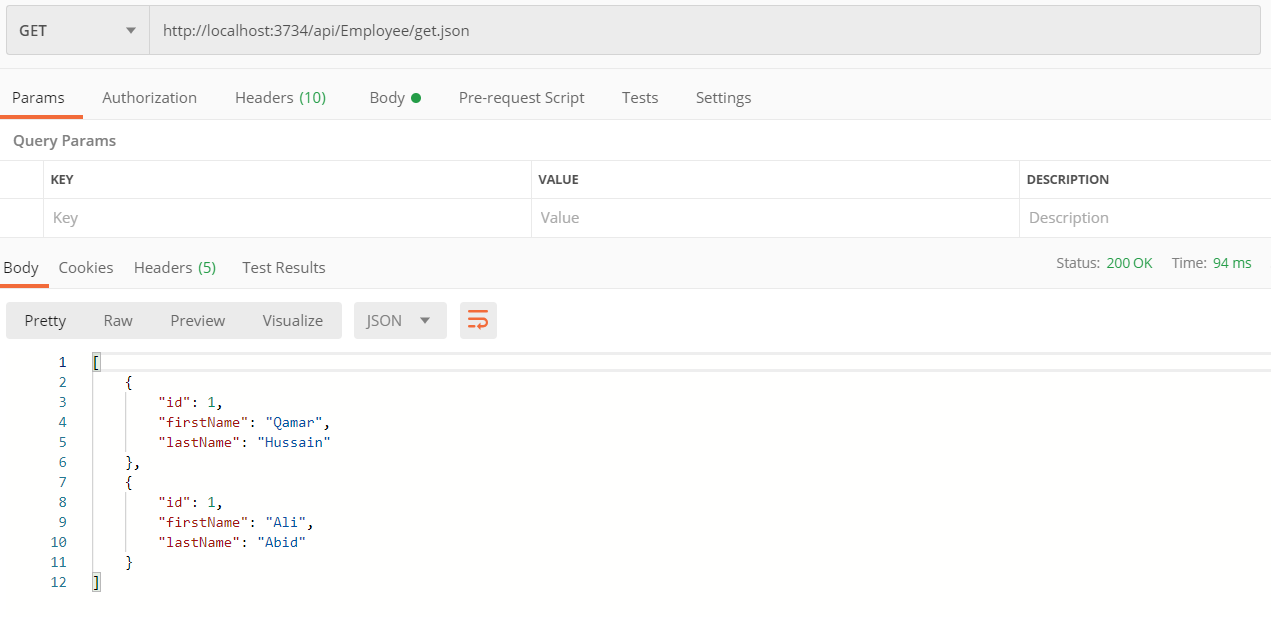 GET http://localhost:3734/api/Employee/get.json
Params Authorization Headers (10) Body Pre-request Script Tests Settings
Query Params
KEY VALUE DESCRIPTION
Key Value Description
Body Cookies Headers (5) Test Results Status: 200 OK Time: 94 ms
Pretty Raw Preview Visualize JSON
1 [
2 {
3 "id": 1,
4 "firstName": "Qamar",
5 "lastName": "Hussain"
6 },
7 {
8 "id": 1,
9 "firstName": "Ali",
10 "lastName": "Abid"
11 }
12 ]